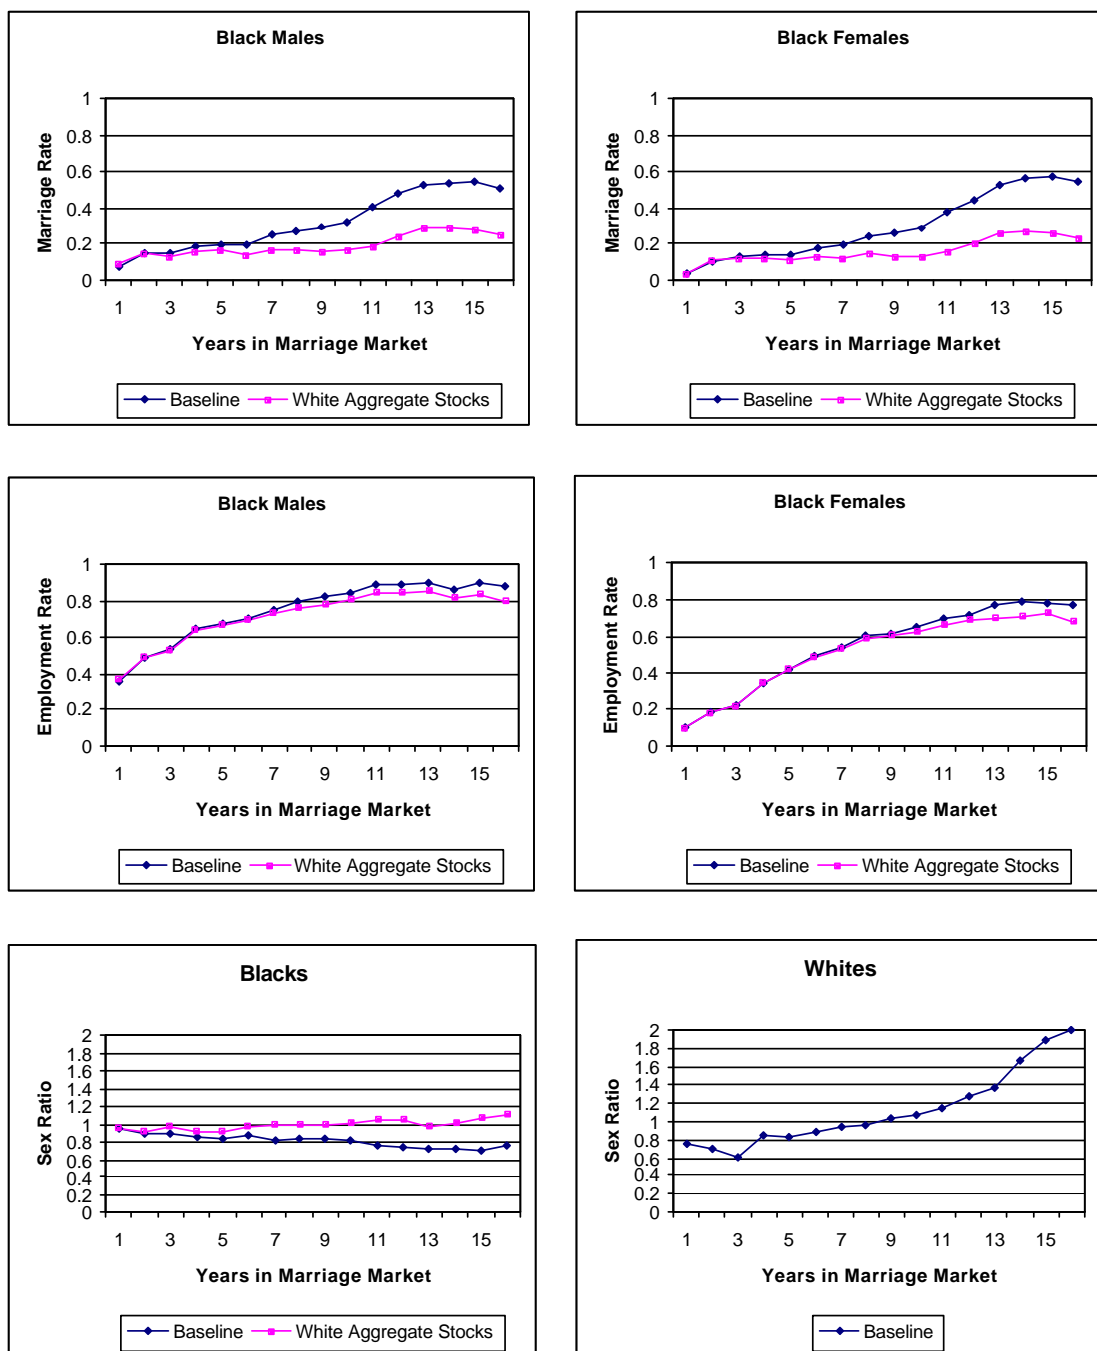 Black Males
Marriage Rate
1
0.8
0.6
0.4
0.2
0
1 3 5 7 9 11 13 15
Years in Marriage Market
Baseline White Aggregate Stocks
Black Females
Marriage Rate
1
0.8
0.6
0.4
0.2
0
1 3 5 7 9 11 13 15
Years in Marriage Market
Baseline White Aggregate Stocks
Black Males
Employment Rate
1
0.8
0.6
0.4
0.2
0
1 3 5 7 9 11 13 15
Years in Marriage Market
Baseline White Aggregate Stocks
Black Females
Employment Rate
1
0.8
0.6
0.4
0.2
0
1 3 5 7 9 11 13 15
Years in Marriage Market
Baseline White Aggregate Stocks
Blacks
Sex Ratio
2
1.8
1.6
1.4
1.2
1
0.8
0.6
0.4
0.2
0
1 3 5 7 9 11 13 15
Years in Marriage Market
Baseline White Aggregate Stocks
Whites
Sex Ratio
2
1.8
1.6
1.4
1.2
1
0.8
0.6
0.4
0.2
0
1 3 5 7 9 11 13 15
Years in Marriage Market
Baseline